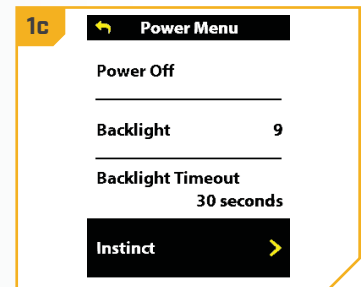 1c
Power Menu
Power Off
Backlight 9
Backlight Timeout
30 seconds
Instinct